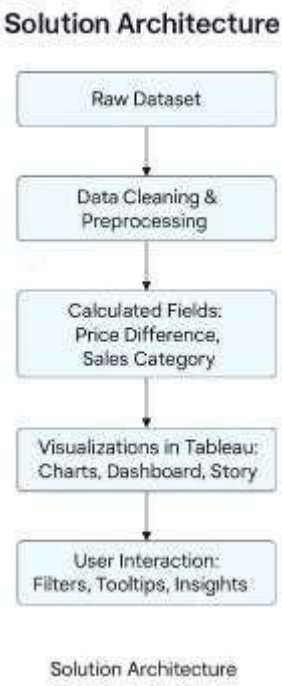 Solution Architecture
Raw Dataset
Data Cleaning &
Preprocessing
Calculated Fields:
Price Difference,
Sales Category
Visualizations in Tableau:
Charts, Dashboard, Story
User Interaction:
Filters, Tooltips, Insights
Solution Architecture